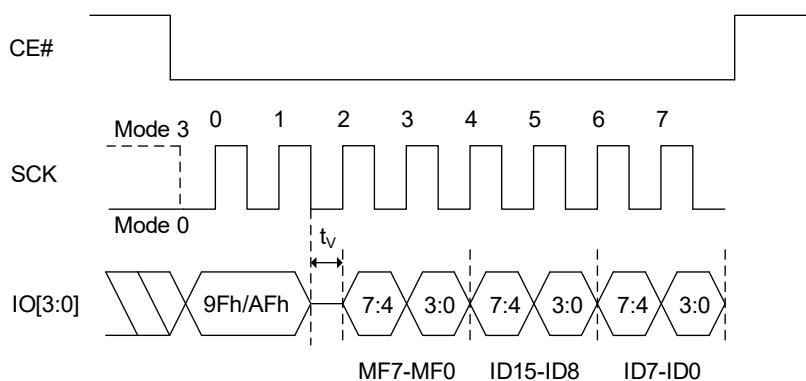 CE#
Mode 3 0 1 2 3 4 5 6 7
SCK
Mode 0
tV
IO[3:0] 9Fh/AFh 7:4 3:0 7:4 3:0 7:4 3:0
MF7-MF0 ID15-ID8 ID7-ID0